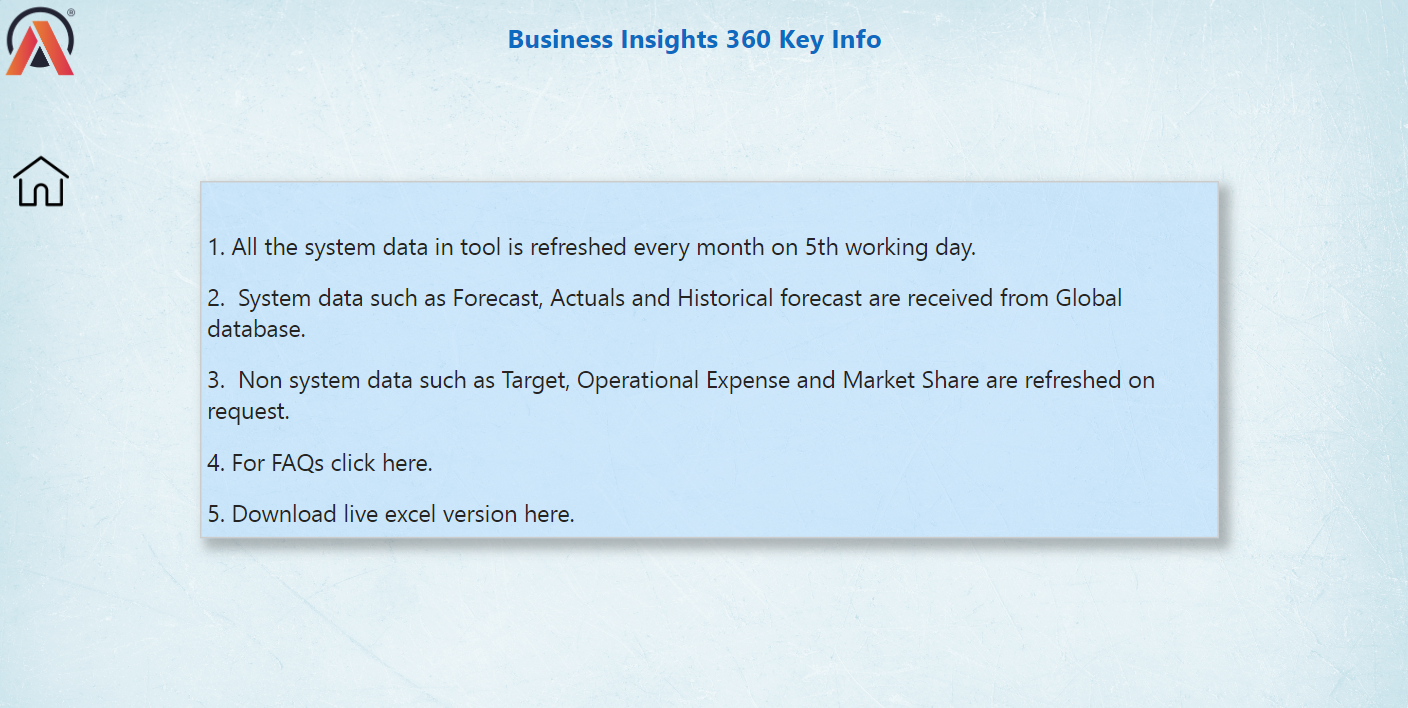 ®
Business Insights 360 Key Info
1. All the system data in tool is refreshed every month on 5th working day.
2.  System data such as Forecast, Actuals and Historical forecast are received from Global
database.
3.  Non system data such as Target, Operational Expense and Market Share are refreshed on
request.
4. For FAQs click here.
5. Download live excel version here.